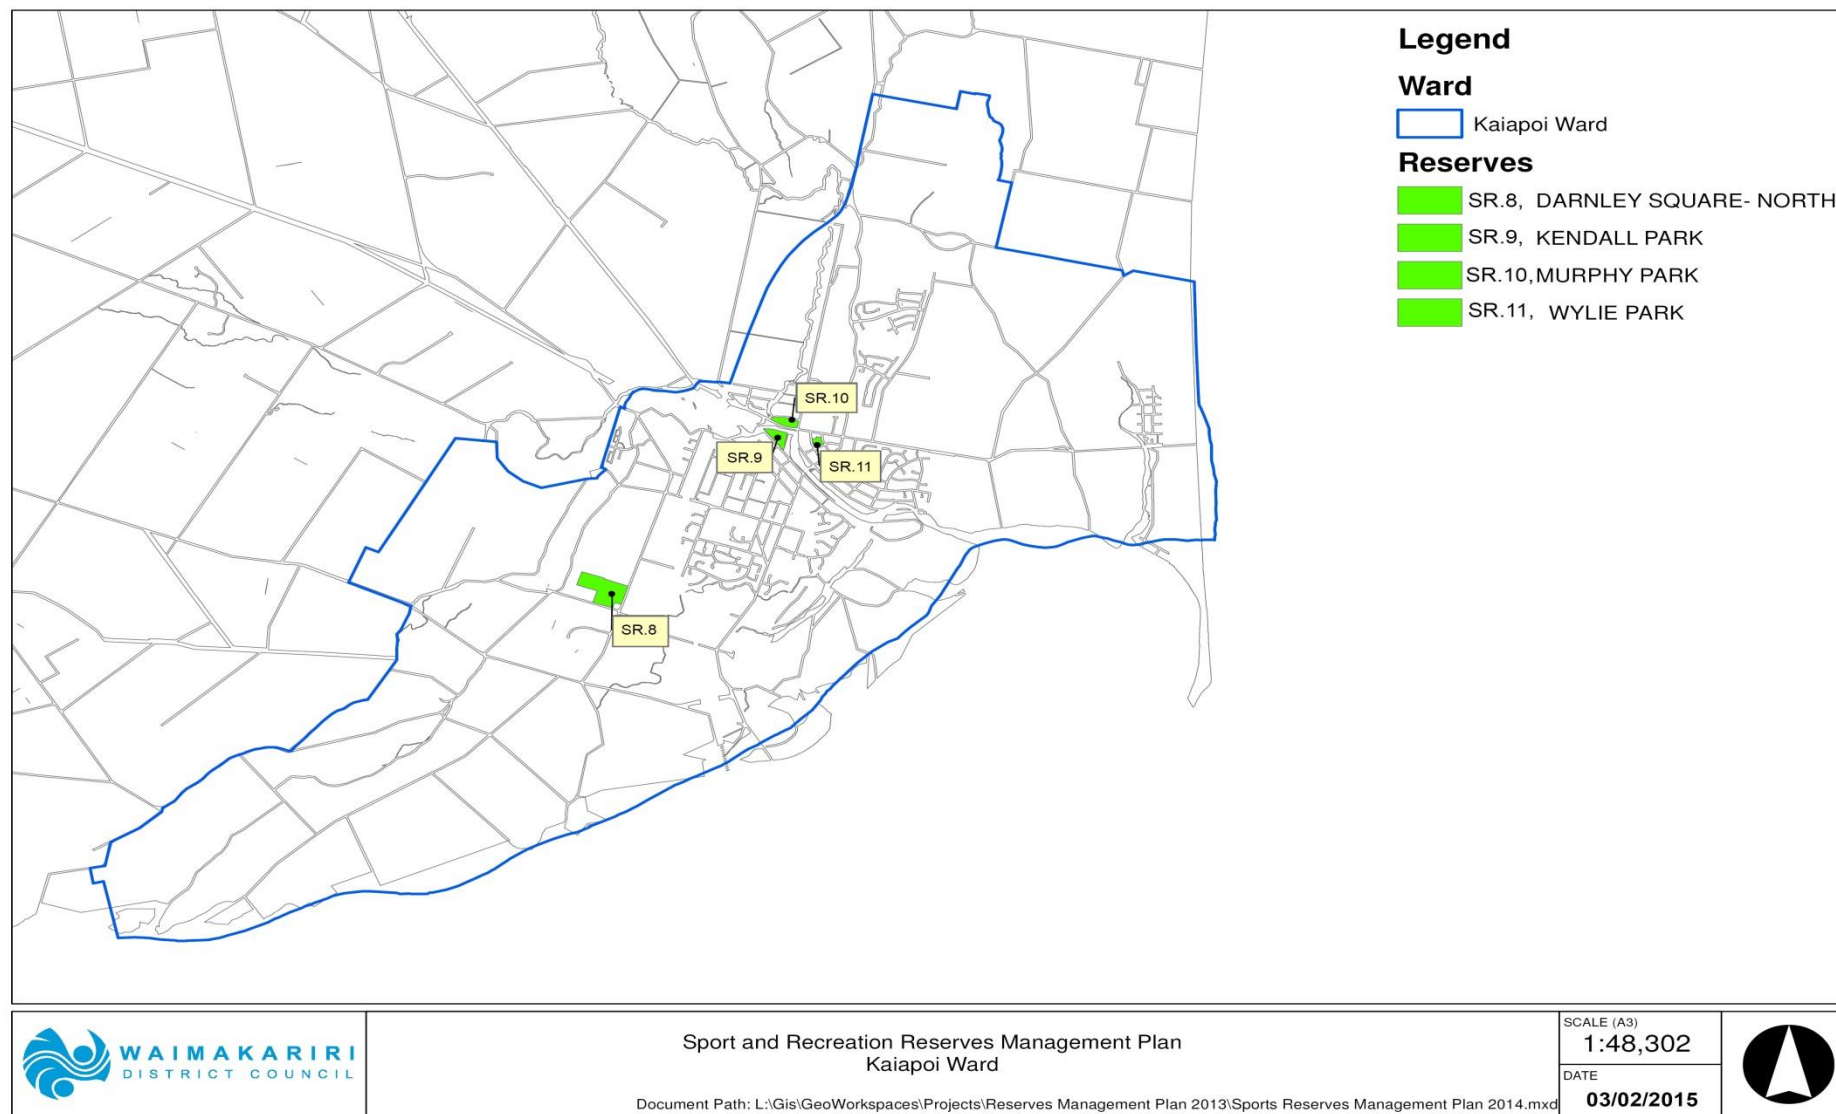 Legend
Ward
Kaiapoi Ward
Reserves
SR.8, DARNLEY SQUARE- NORTH
SR.9, KENDALL PARK
SR.10, MURPHY PARK
SR.11, WYLIE PARK
SR.10
SR.9
SR.11
SR.8
WAIMAKARIRI
DISTRICT COUNCIL
Sport and Recreation Reserves Management Plan
Kaiapoi Ward
Document Path: L:\Gis\GeoWorkspaces\Projects\Reserves Management Plan 2013\Sports Reserves Management Plan 2014.mxd
SCALE (A3)
1:48,302
DATE
03/02/2015